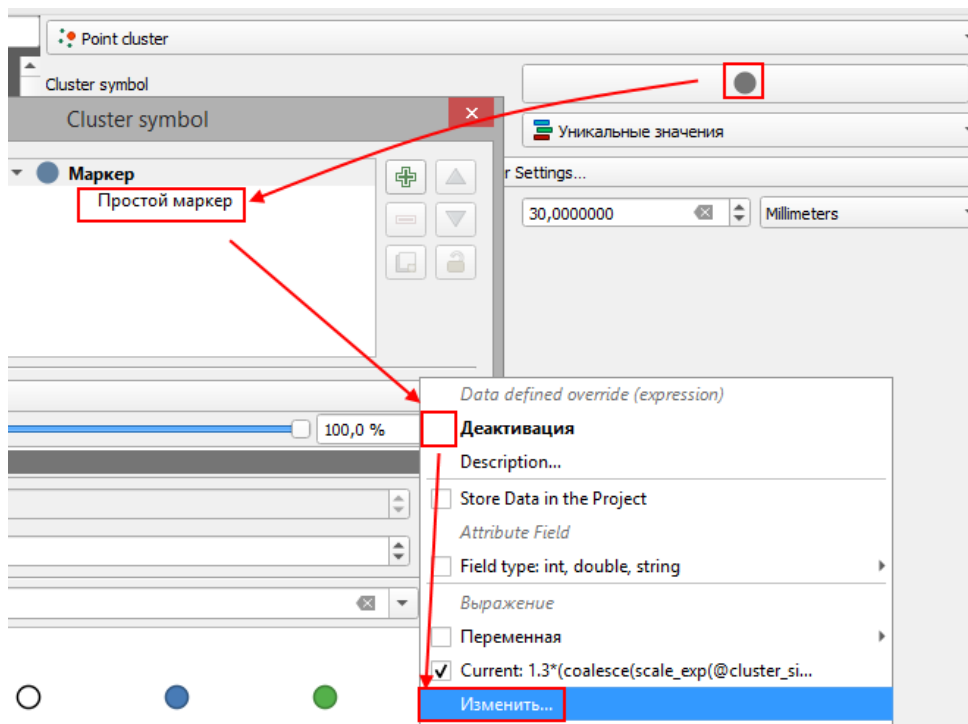 Point cluster
Cluster symbol
Cluster symbol
Уникальные значения
Маркер
r Settings...
Простой маркер
30,0000000
Millimeters
Data defined override (expression)
100,0 %
Деактивация
Description...
Store Data in the Project
Attribute Field
Field type: int, double, string
Выражение
Переменная
Current: 1.3*(coalesce(scale_exp(@cluster_si...
Изменить...